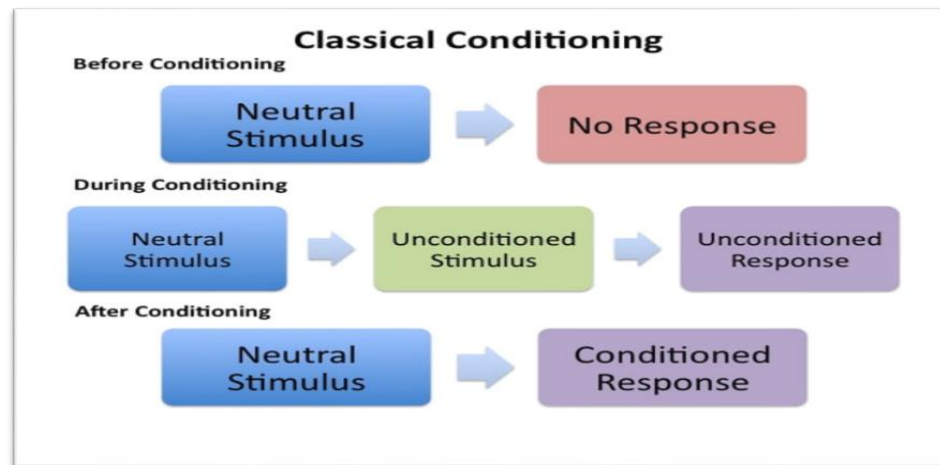 Classical Conditioning
Before Conditioning
Neutral
Stimulus
No Response
During Conditioning
Neutral
Stimulus
Unconditioned
Stimulus
Unconditioned
Response
After Conditioning
Neutral
Stimulus
Conditioned
Response